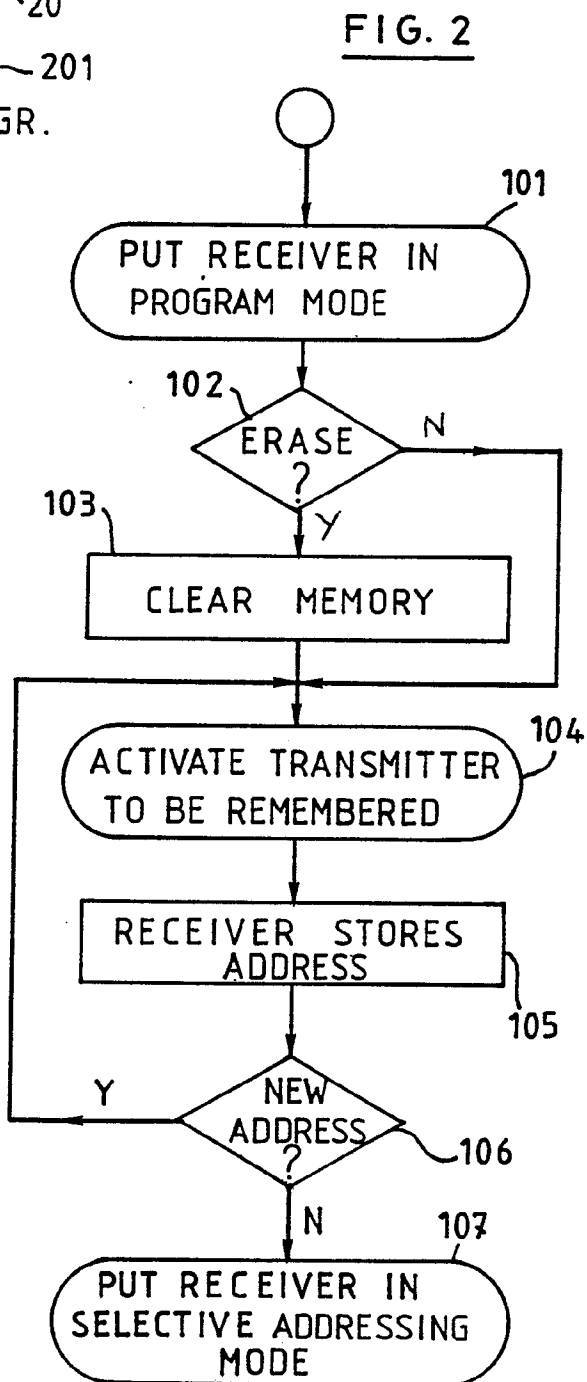 20
FIG. 2
201
GR.
101
PUT RECEIVER IN
PROGRAM MODE
102
ERASE
?
N
Y
103
CLEAR MEMORY
104
ACTIVATE TRANSMITTER
TO BE REMEMBERED
RECEIVER STORES
ADDRESS
105
NEW
ADDRESS
?
Y
106
N
107
PUT RECEIVER IN
SELECTIVE ADDRESSING
MODE